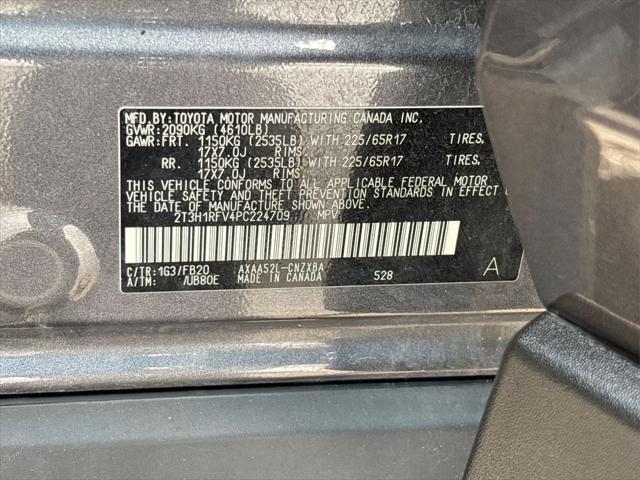 MFD.BY:TOYOTA MOTOR MANUFACTURING CANADA INC.
GVWR:2090KG (4610LB)
GAWR:FRT. 1150KG (2535LB) WITH 225/65R17 TIRES,
17X7.0J RIMS
RR. 1150KG (2535LB) WITH 225/65R17 TIRES,
17X7.0J RIMS
THIS VEHICLE CONFORMS TO ALL APPLICABLE FEDERAL MOTOR
VEHICLE SAFETY AND THEFT PREVENTION STANDARDS IN EFFECT
THE DATE OF MANUFACTURE SHOWN ABOVE.
2T3H1RFV4PC224709 MPV
C/TR:1G3/FB20 AXAA52L-CNZXBA 528 A
A/TM: /UB80E MADE IN CANADA